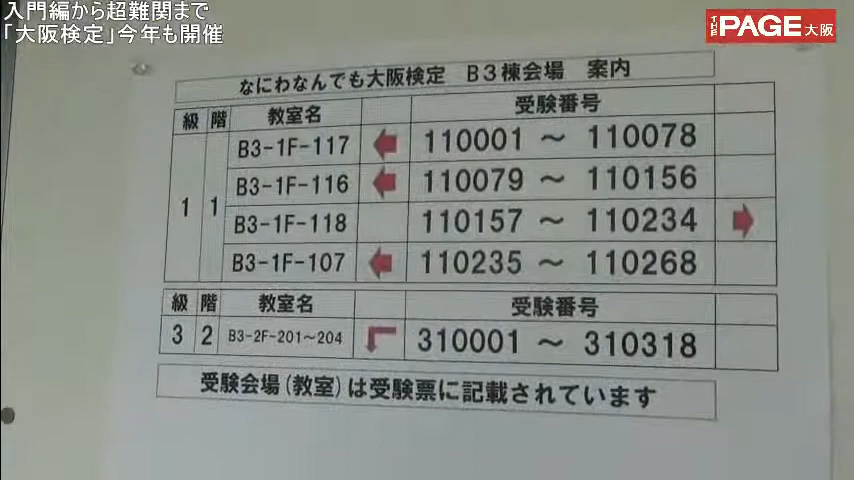 入門編から超難関まで
「大阪検定」今年も開催
THE PAGE 大阪
なにわなんでも大阪検定 B3棟会場 案内
級 階 教室名 受験番号
1 1 B3-1F-117 ← 110001 ～ 110078
B3-1F-116 ← 110079 ～ 110156
B3-1F-118 110157 ～ 110234 →
B3-1F-107 ← 110235 ～ 110268
級 階 教室名 受験番号
3 2 B3-2F-201～204 310001 ～ 310318
受験会場(教室)は受験票に記載されています